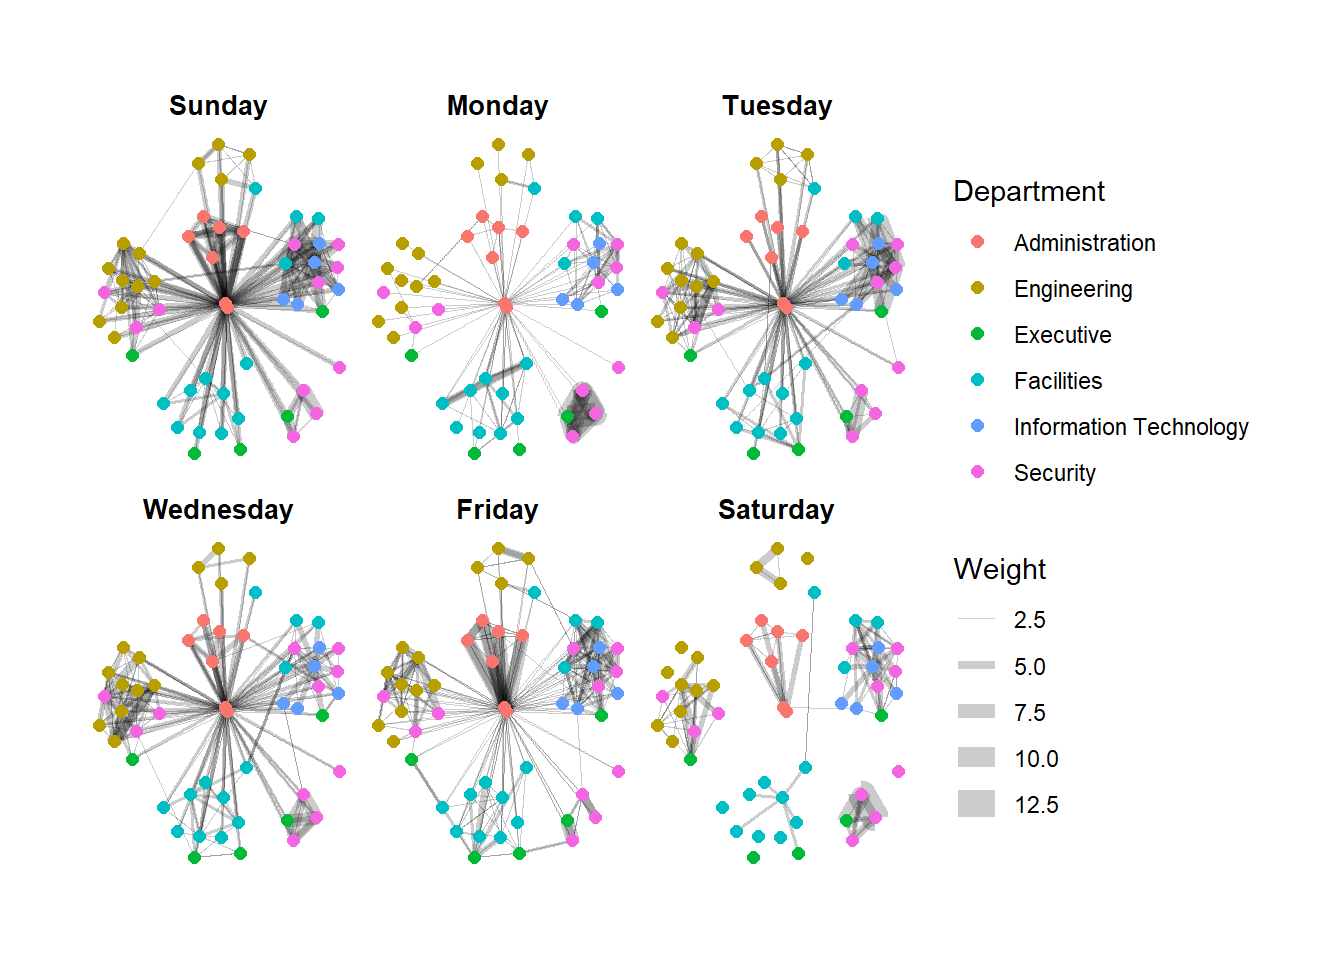 Sunday
Monday
Tuesday
Wednesday
Friday
Saturday
Department
Administration
Engineering
Executive
Facilities
Information Technology
Security
Weight
2.5
5.0
7.5
10.0
12.5